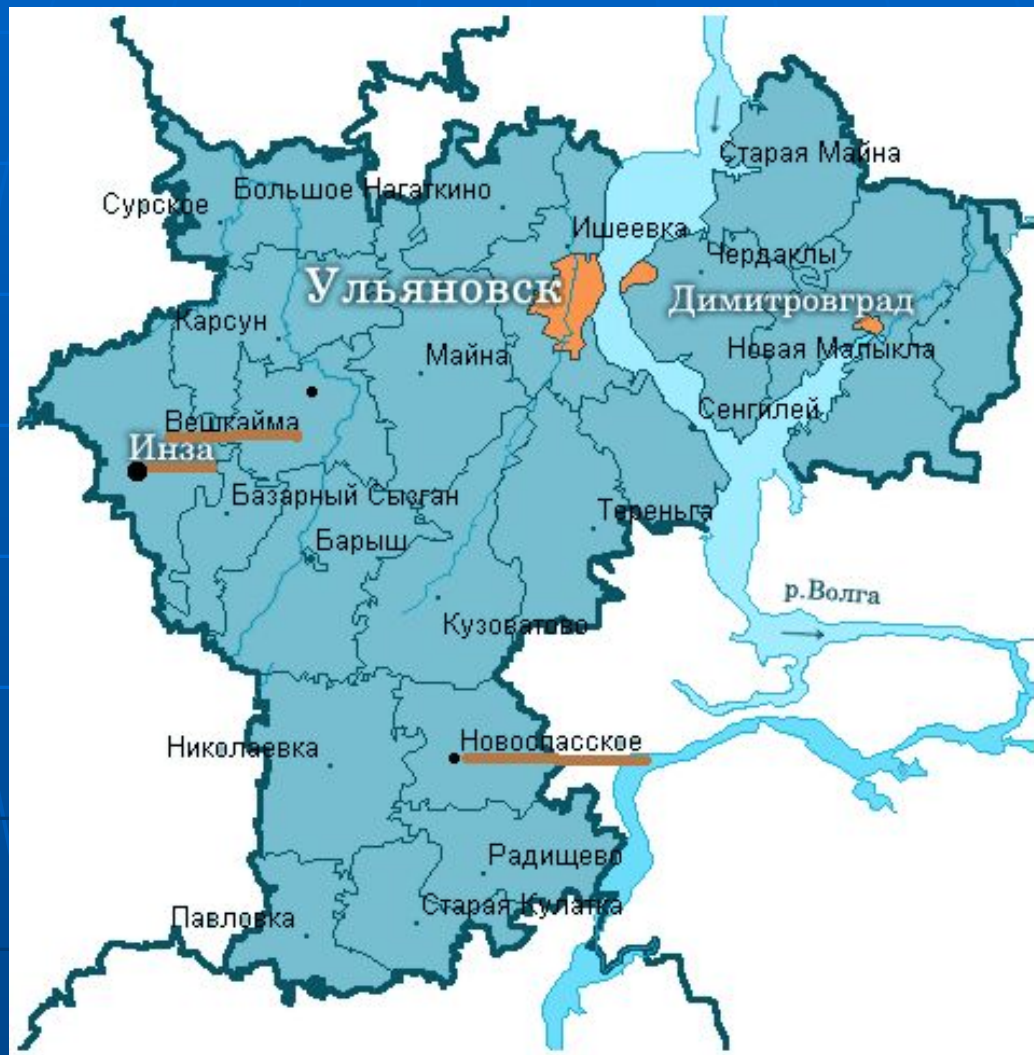 Старая Майна
Большое Нагаткино
Сурское
Ишеевка
Чердаклы
Ульяновск
Димитровград
Карсун
Майна
Новая Малыкла
Сенгилей
Вешкайма
Инза
Базарный Сызган
Тереньга
Барыш
р.Волга
Кузоватово
Николаевка
Новоспасское
Радищево
Павловка
Старая Кулатка